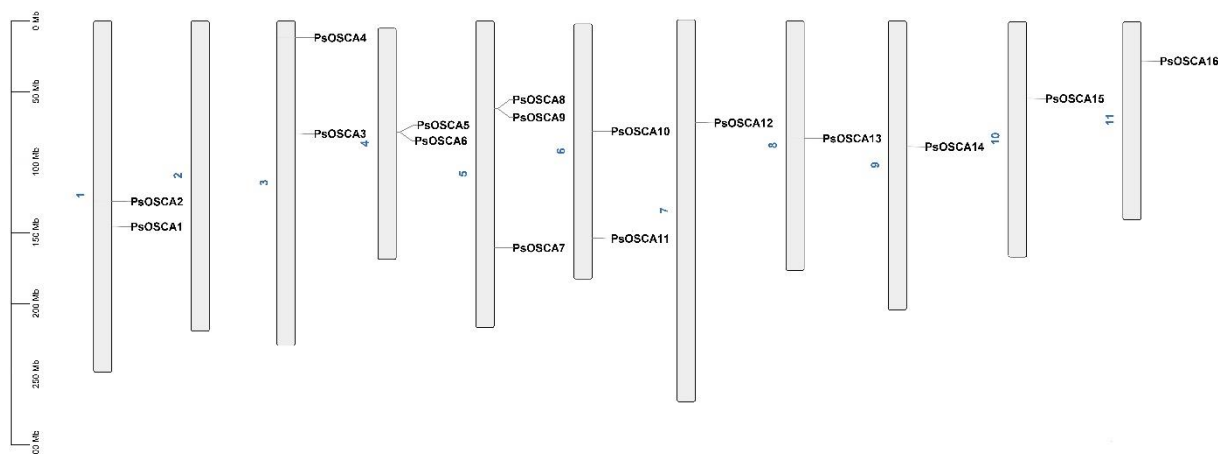 0 Mb
50 Mb
100 Mb
150 Mb
200 Mb
250 Mb
00 Mb
1
PsOSCA2
PsOSCA1
2
3
PsOSCA4
PsOSCA3
4
PsOSCA5
PsOSCA6
5
PsOSCA8
PsOSCA9
PsOSCA7
6
PsOSCA10
PsOSCA11
7
PsOSCA12
8
PsOSCA13
9
PsOSCA14
10
PsOSCA15
11
PsOSCA16